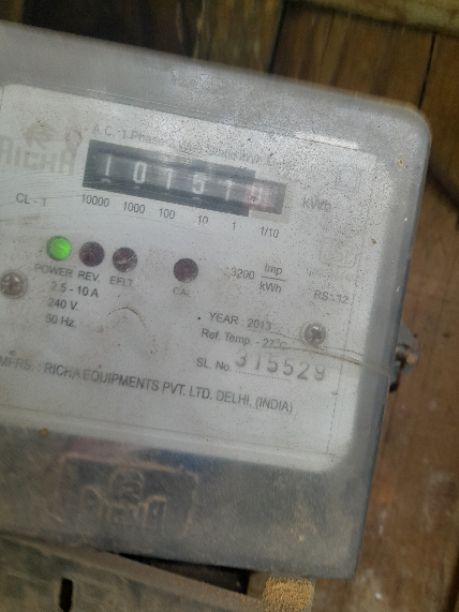 A.C.-1 Phase
RICHA
1 0 1 5 1
kWh
CL - 1
10000 1000 100 10 1 1/10
POWER REV. E/F.L. CAL
3200 Imp/kWh
RS-12
2.5 - 10 A
240 V.
50 Hz.
YEAR 2013
Ref. Temp. - 27°C
SL. No. 315529
MFRS. : RICHA EQUIPMENTS PVT. LTD. DELHI, (INDIA)
RICHA